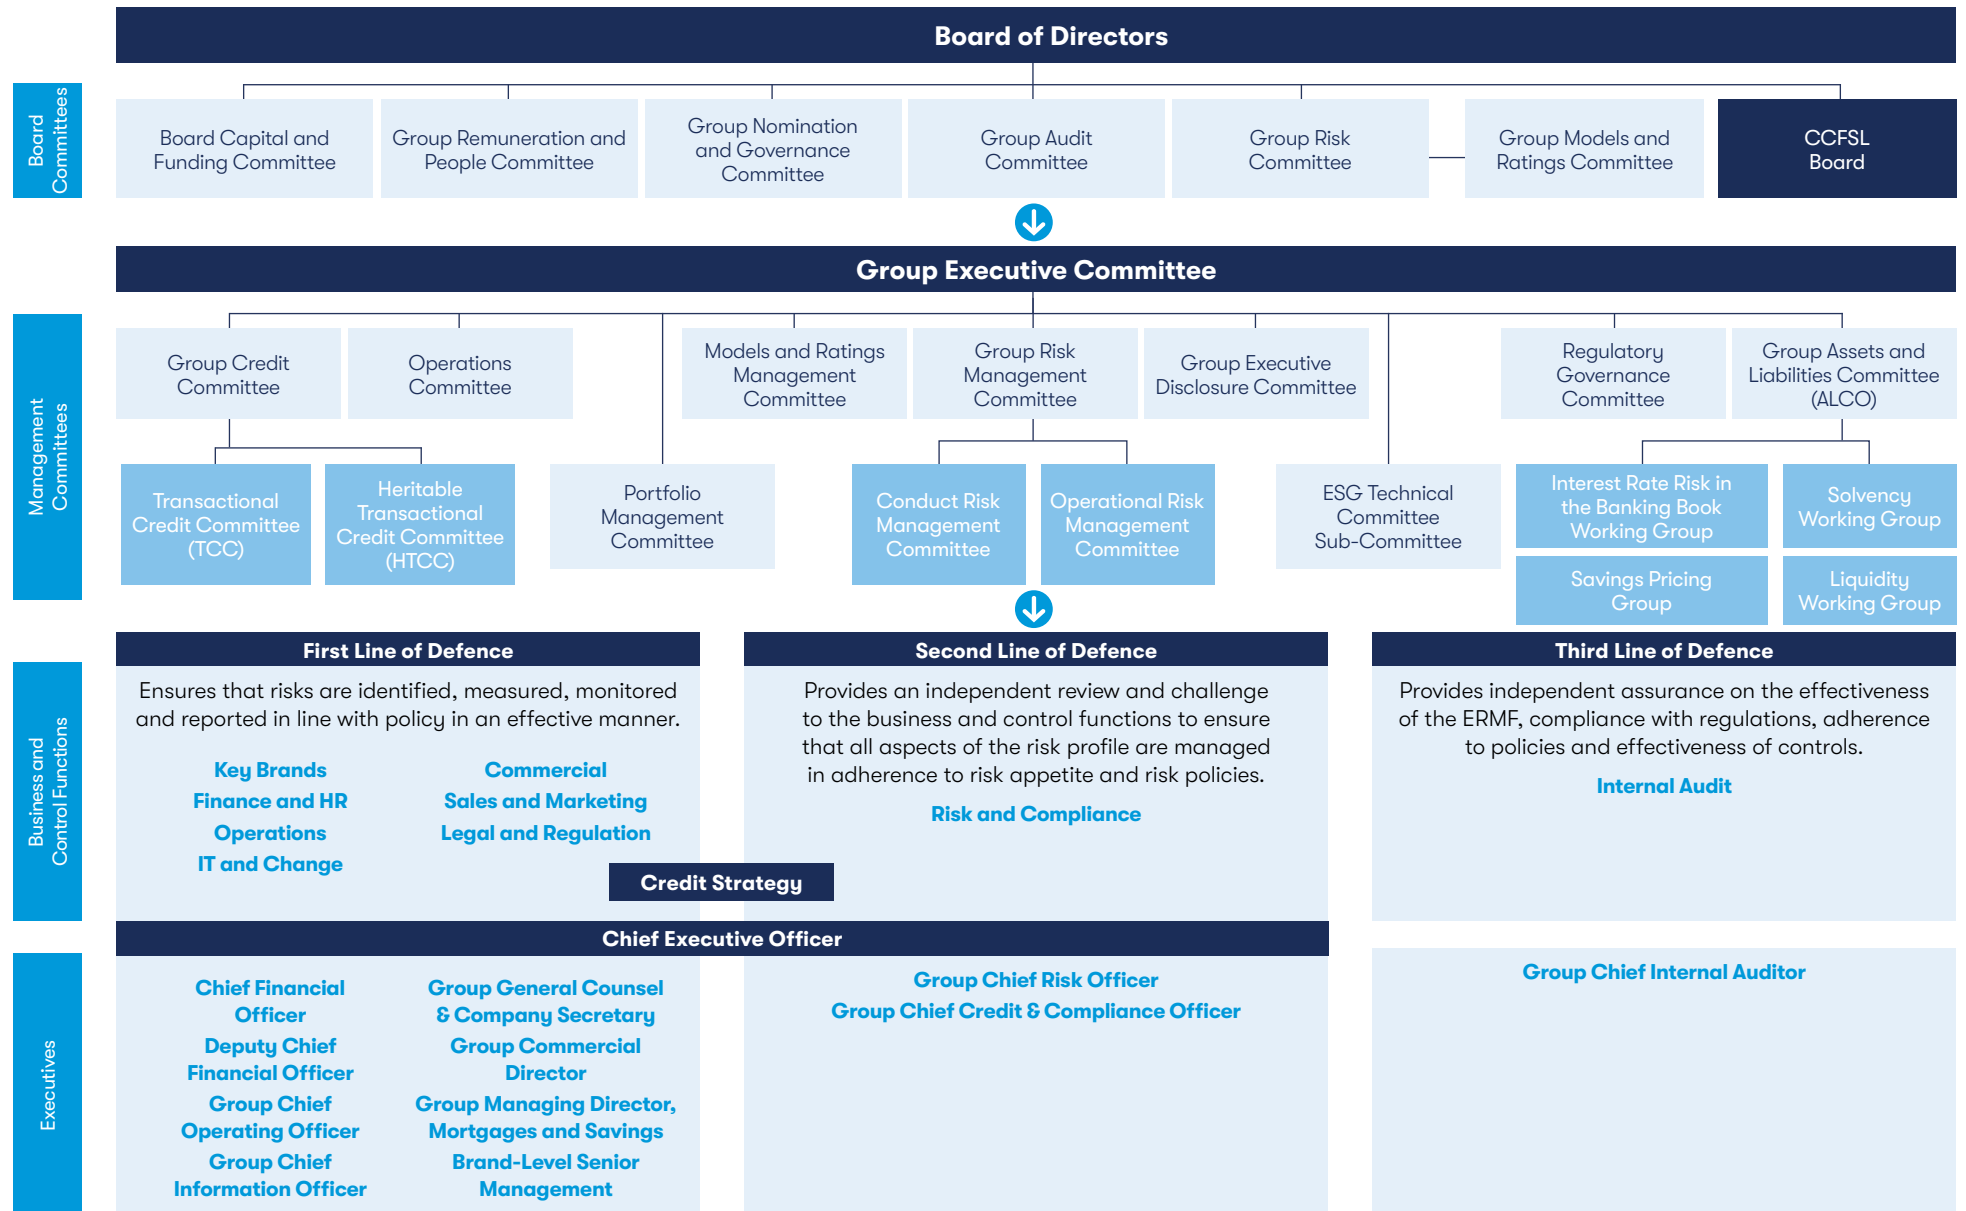 Board of Directors
Board
Committees
Board Capital and
Funding Committee
Group Remuneration and
People Committee
Group Nomination
and Governance
Committee
Group Audit
Committee
Group Risk
Committee
Group Models and
Ratings Committee
CCFSL
Board
Group Executive Committee
Management
Committees
Group Credit
Committee
Operations
Committee
Models and Ratings
Management
Committee
Group Risk
Management
Committee
Group Executive
Disclosure Committee
Regulatory
Governance
Committee
Group Assets and
Liabilities Committee
(ALCO)
Transactional
Credit Committee
(TCC)
Heritable
Transactional
Credit Committee
(HTCC)
Portfolio
Management
Committee
Conduct Risk
Management
Committee
Operational Risk
Management
Committee
ESG Technical
Committee
Sub-Committee
Interest Rate Risk in
the Banking Book
Working Group
Solvency
Working Group
Savings Pricing
Group
Liquidity
Working Group
Business and
Control Functions
First Line of Defence
Ensures that risks are identified, measured, monitored
and reported in line with policy in an effective manner.
Key Brands
Finance and HR
Operations
IT and Change
Commercial
Sales and Marketing
Legal and Regulation
Second Line of Defence
Provides an independent review and challenge
to the business and control functions to ensure
that all aspects of the risk profile are managed
in adherence to risk appetite and risk policies.
Risk and Compliance
Third Line of Defence
Provides independent assurance on the effectiveness
of the ERMF, compliance with regulations, adherence
to policies and effectiveness of controls.
Internal Audit
Credit Strategy
Chief Executive Officer
Executives
Chief Financial
Officer
Deputy Chief
Financial Officer
Group Chief
Operating Officer
Group Chief
Information Officer
Group General Counsel
& Company Secretary
Group Commercial
Director
Group Managing Director,
Mortgages and Savings
Brand-Level Senior
Management
Group Chief Risk Officer
Group Chief Credit & Compliance Officer
Group Chief Internal Auditor